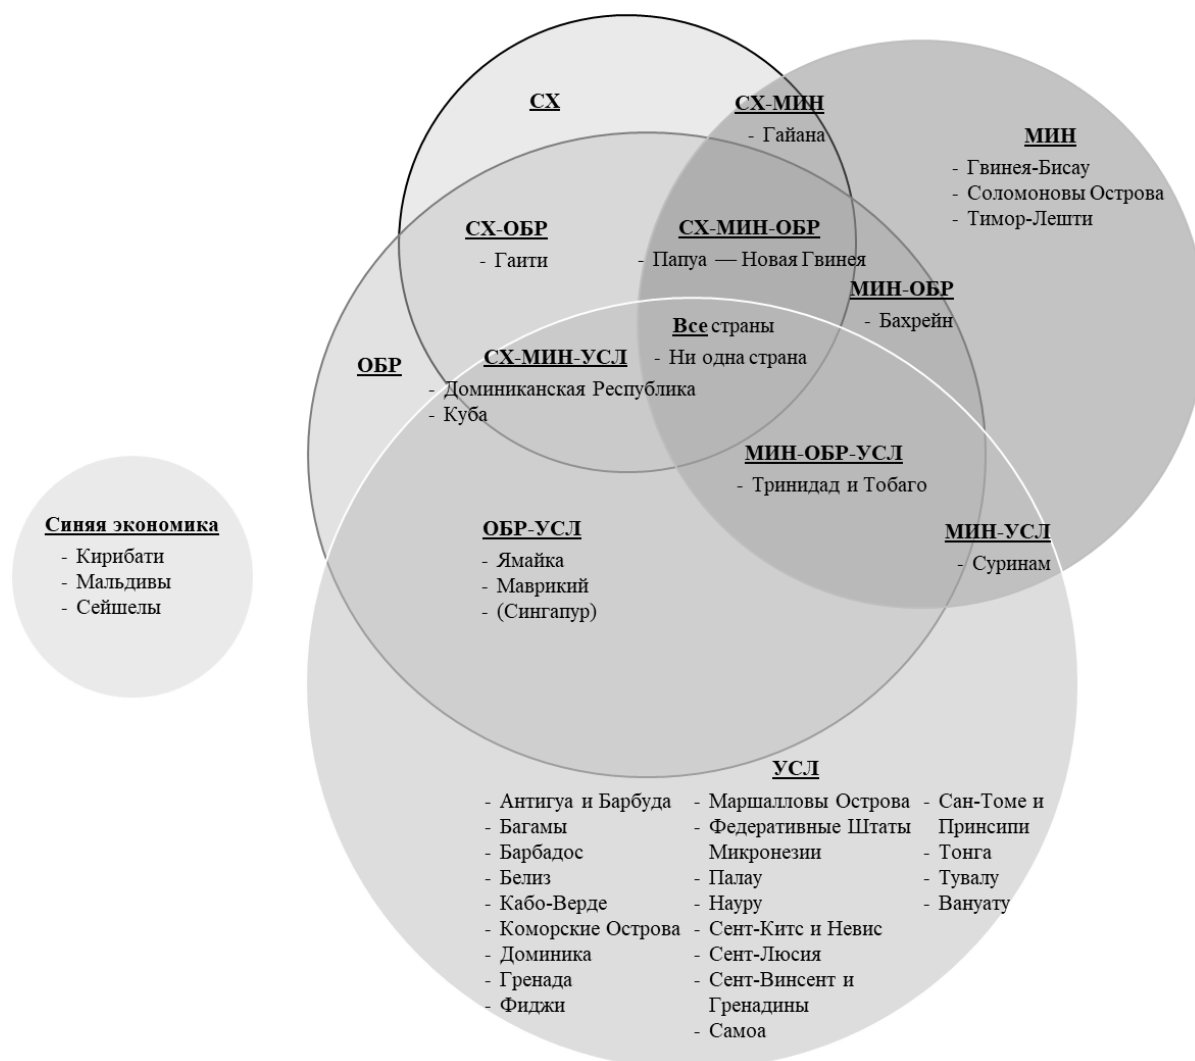 СХ
СХ-МИН
- Гайана
МИН
- Гвинея-Бисау
- Соломоновы Острова
- Тимор-Лешти
СХ-ОБР
- Гаити
СХ-МИН-ОБР
- Папуа — Новая Гвинея
МИН-ОБР
- Бахрейн
Все страны
- Ни одна страна
ОБР
СХ-МИН-УСЛ
- Доминиканская Республика
- Куба
МИН-ОБР-УСЛ
- Тринидад и Тобаго
Синяя экономика
- Кирибати
- Мальдивы
- Сейшелы
ОБР-УСЛ
- Ямайка
- Маврикий
- (Сингапур)
МИН-УСЛ
- Суринам
УСЛ
- Антигуа и Барбуда
- Багамы
- Барбадос
- Белиз
- Кабо-Верде
- Коморские Острова
- Доминика
- Гренада
- Фиджи
- Маршалловы Острова
- Федеративные Штаты
Микронезии
- Палау
- Науру
- Сент-Китс и Невис
- Сент-Люсия
- Сент-Винсент и
Гренадины
- Самоа
- Сан-Томе и
Принсипи
- Тонга
- Тувалу
- Вануату